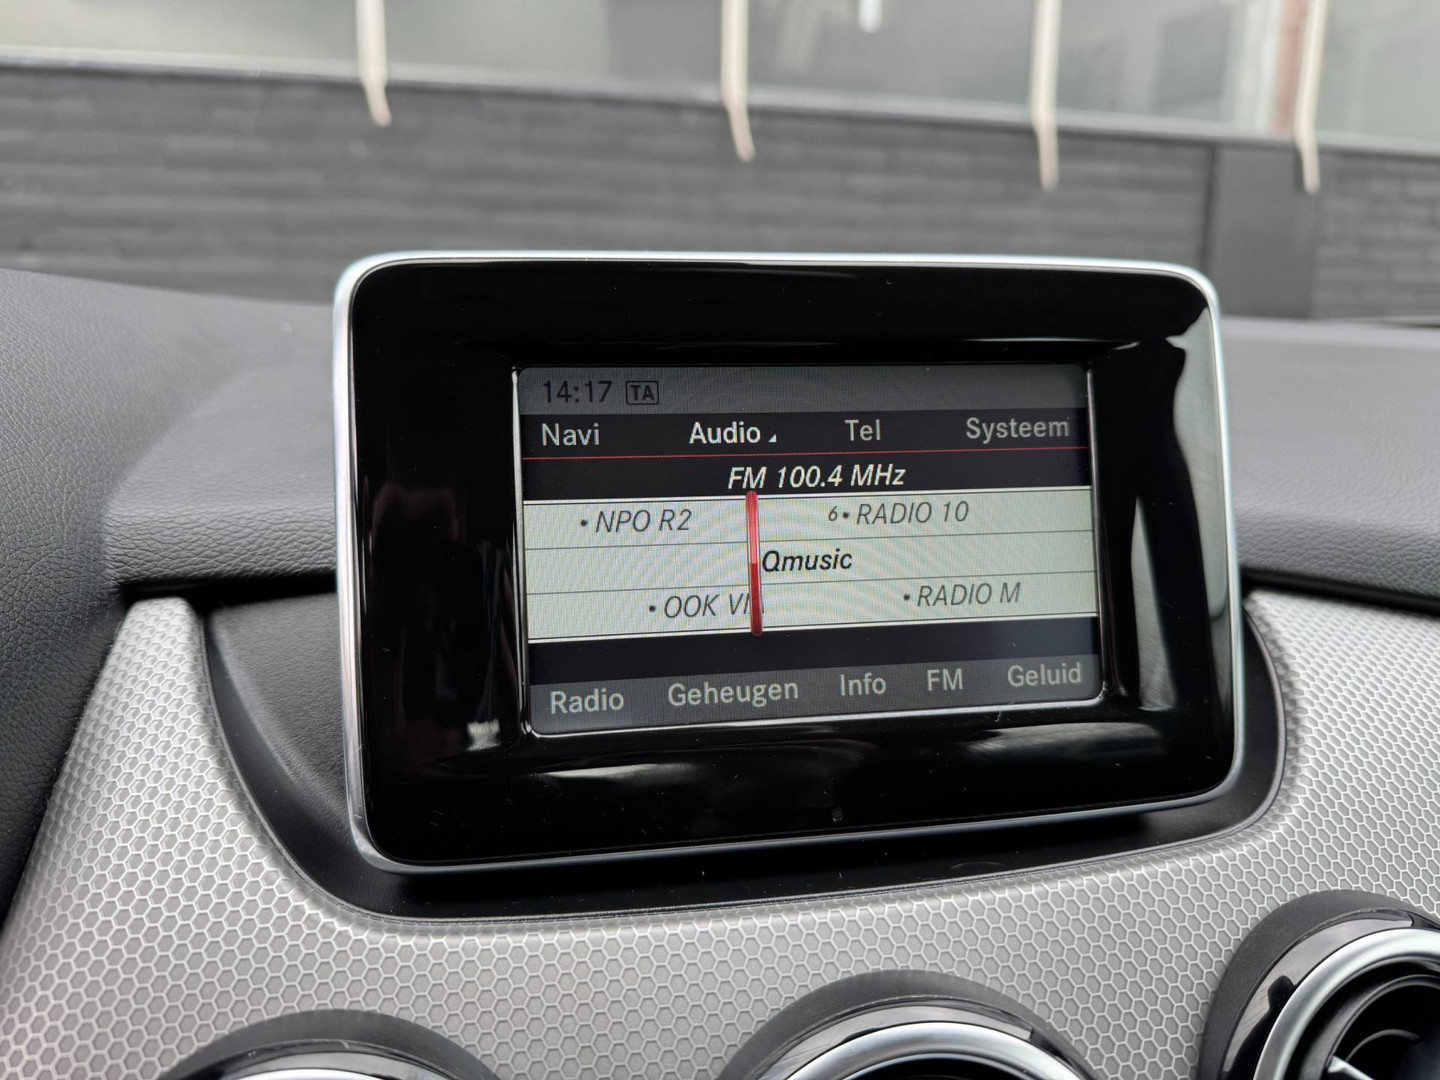 14:17 TA
Navi Audio Tel Systeem
FM 100.4 MHz
• NPO R2 6• RADIO 10
Qmusic
• OOK • RADIO M
Radio Geheugen Info FM Geluid